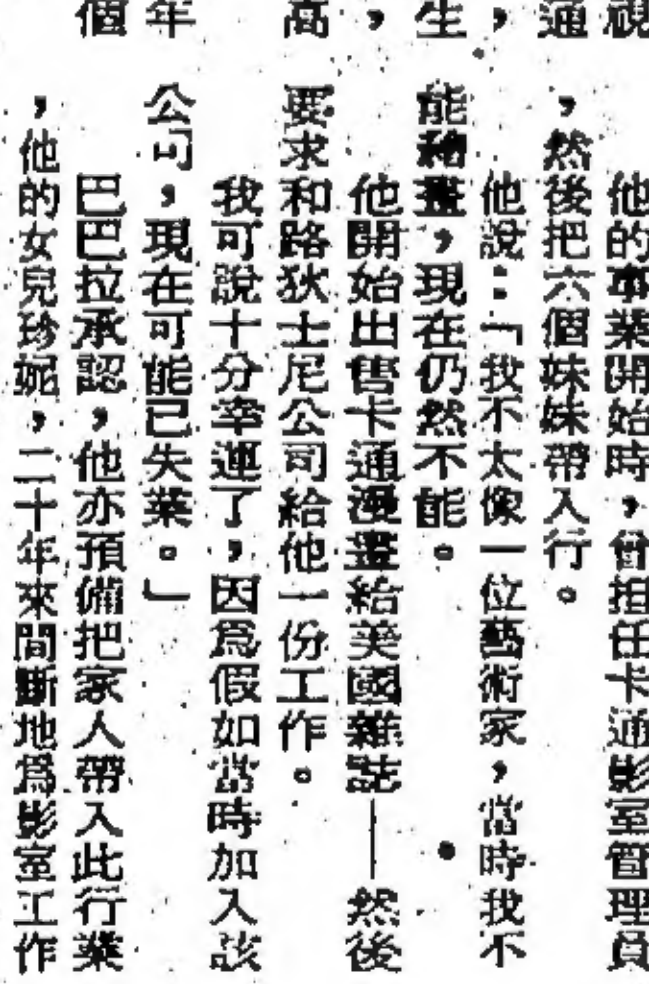 他的事業開始時，曾担任卡通影室管理員
，然後把六個妹妹帶入行。
他說：「我不太像一位藝術家，當時我不
能繪畫，現在仍然不能。
他開始出售卡通漫畫給美國雜誌——然後
要求和路狄士尼公司給他一份工作。
我可說十分幸運了，因爲假如當時加入該
公司，現在可能已失業。」
巴巴拉承認，他亦預備把家人帶入此行業
，他的女兒珍妮，二十年來間斷地爲影室工作
視
通
，
生
，
高
年
個